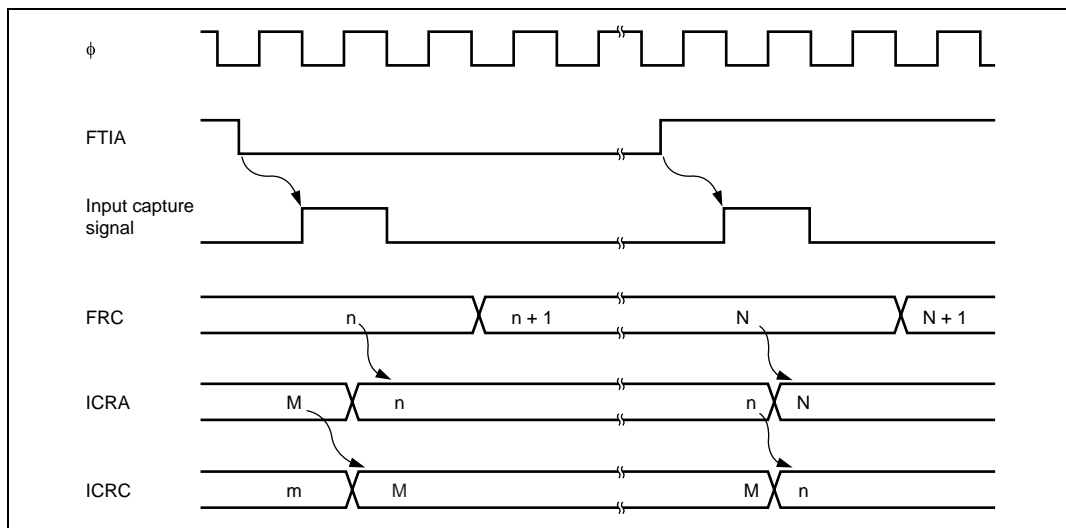 ϕ
FTIA
Input capture
signal
FRC n n + 1 N N + 1
ICRA M n n N
ICRC m M M n